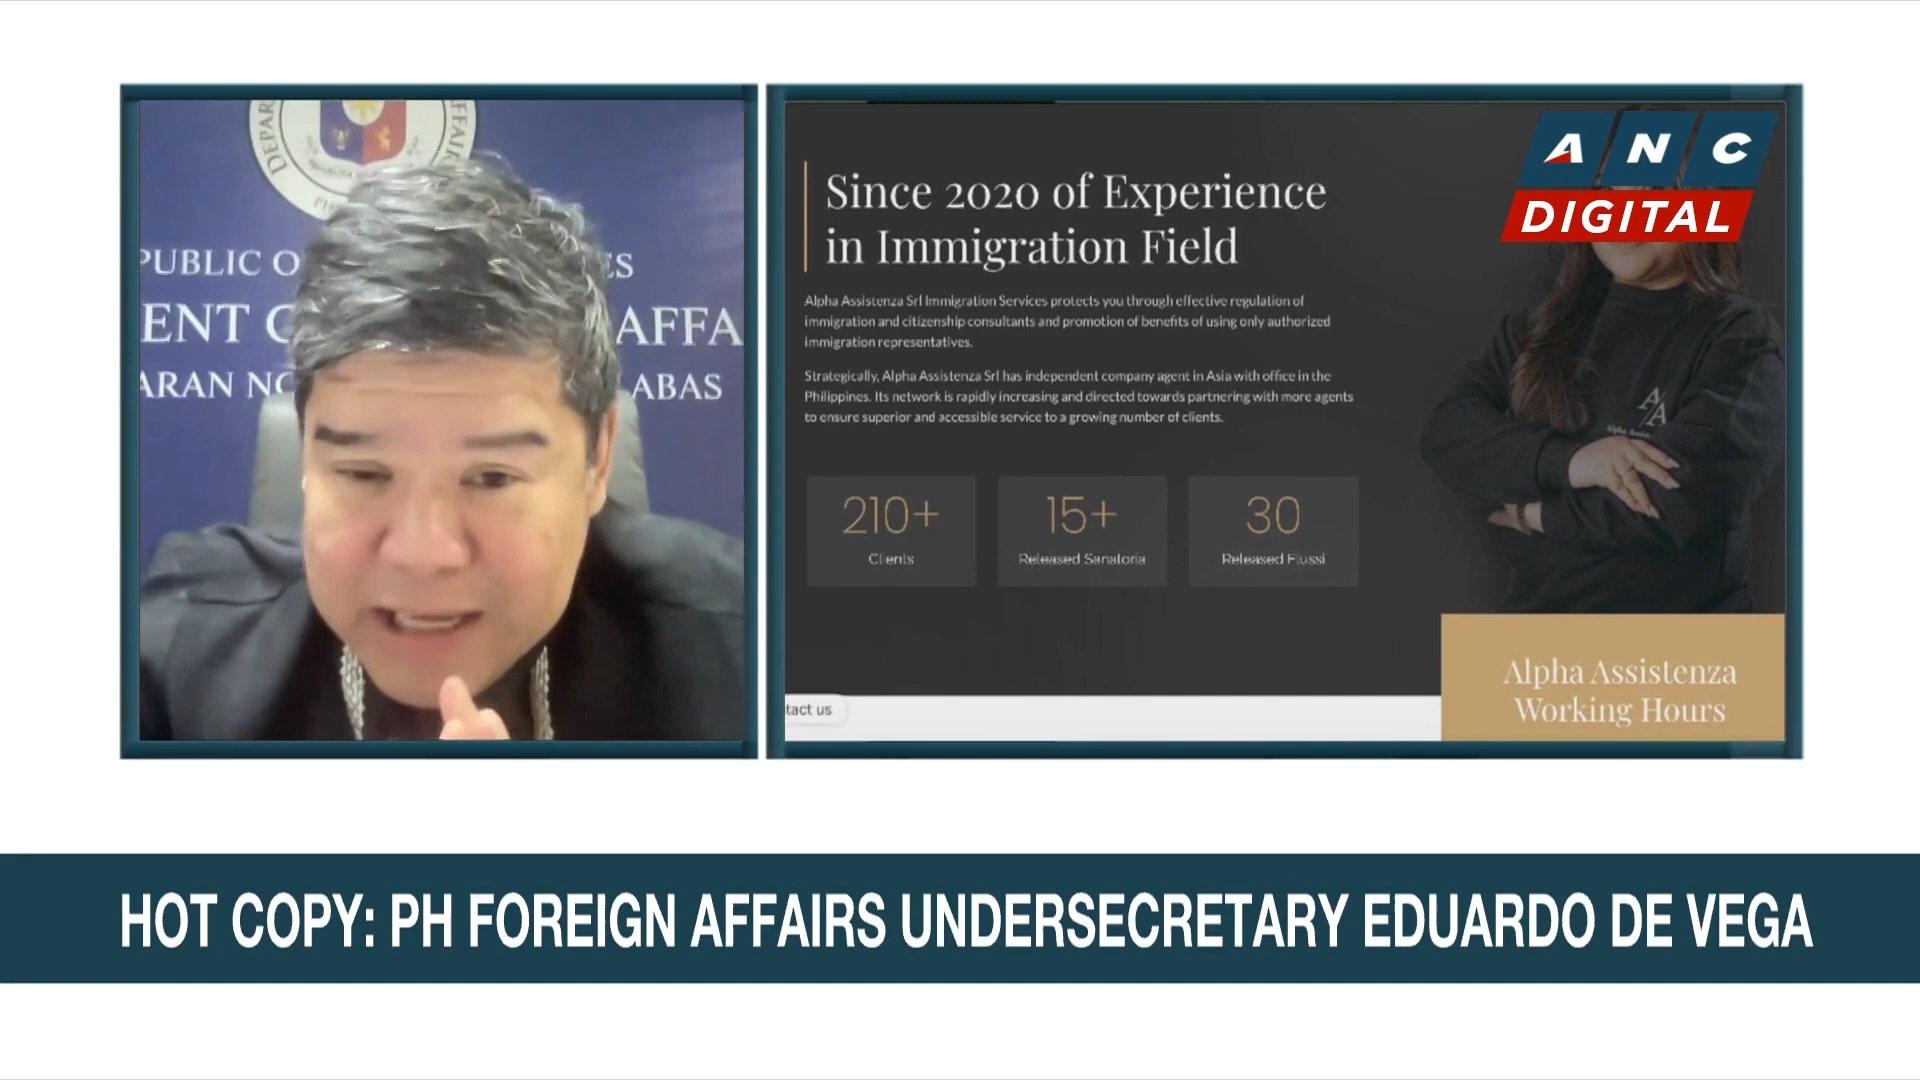 PUBLIC O
ES
ENT
AFFA
ARAN NG
ABAS
ANC
DIGITAL
Since 2020 of Experience
in Immigration Field
Alpha Assistenza Srl Immigration Services protects you through effective regulation of
immigration and citizenship consultants and promotion of benefits of using only authorized
immigration representatives.
Strategically, Alpha Assistenza Srl has independent company agent in Asia with office in the
Philippines. Its network is rapidly increasing and directed towards partnering with more agents
to ensure superior and accessible service to a growing number of clients.
210+
Clients
15+
Released Sanatoria
30
Released Flussi
Alpha Assistenza
Working Hours
tact us
HOT COPY: PH FOREIGN AFFAIRS UNDERSECRETARY EDUARDO DE VEGA